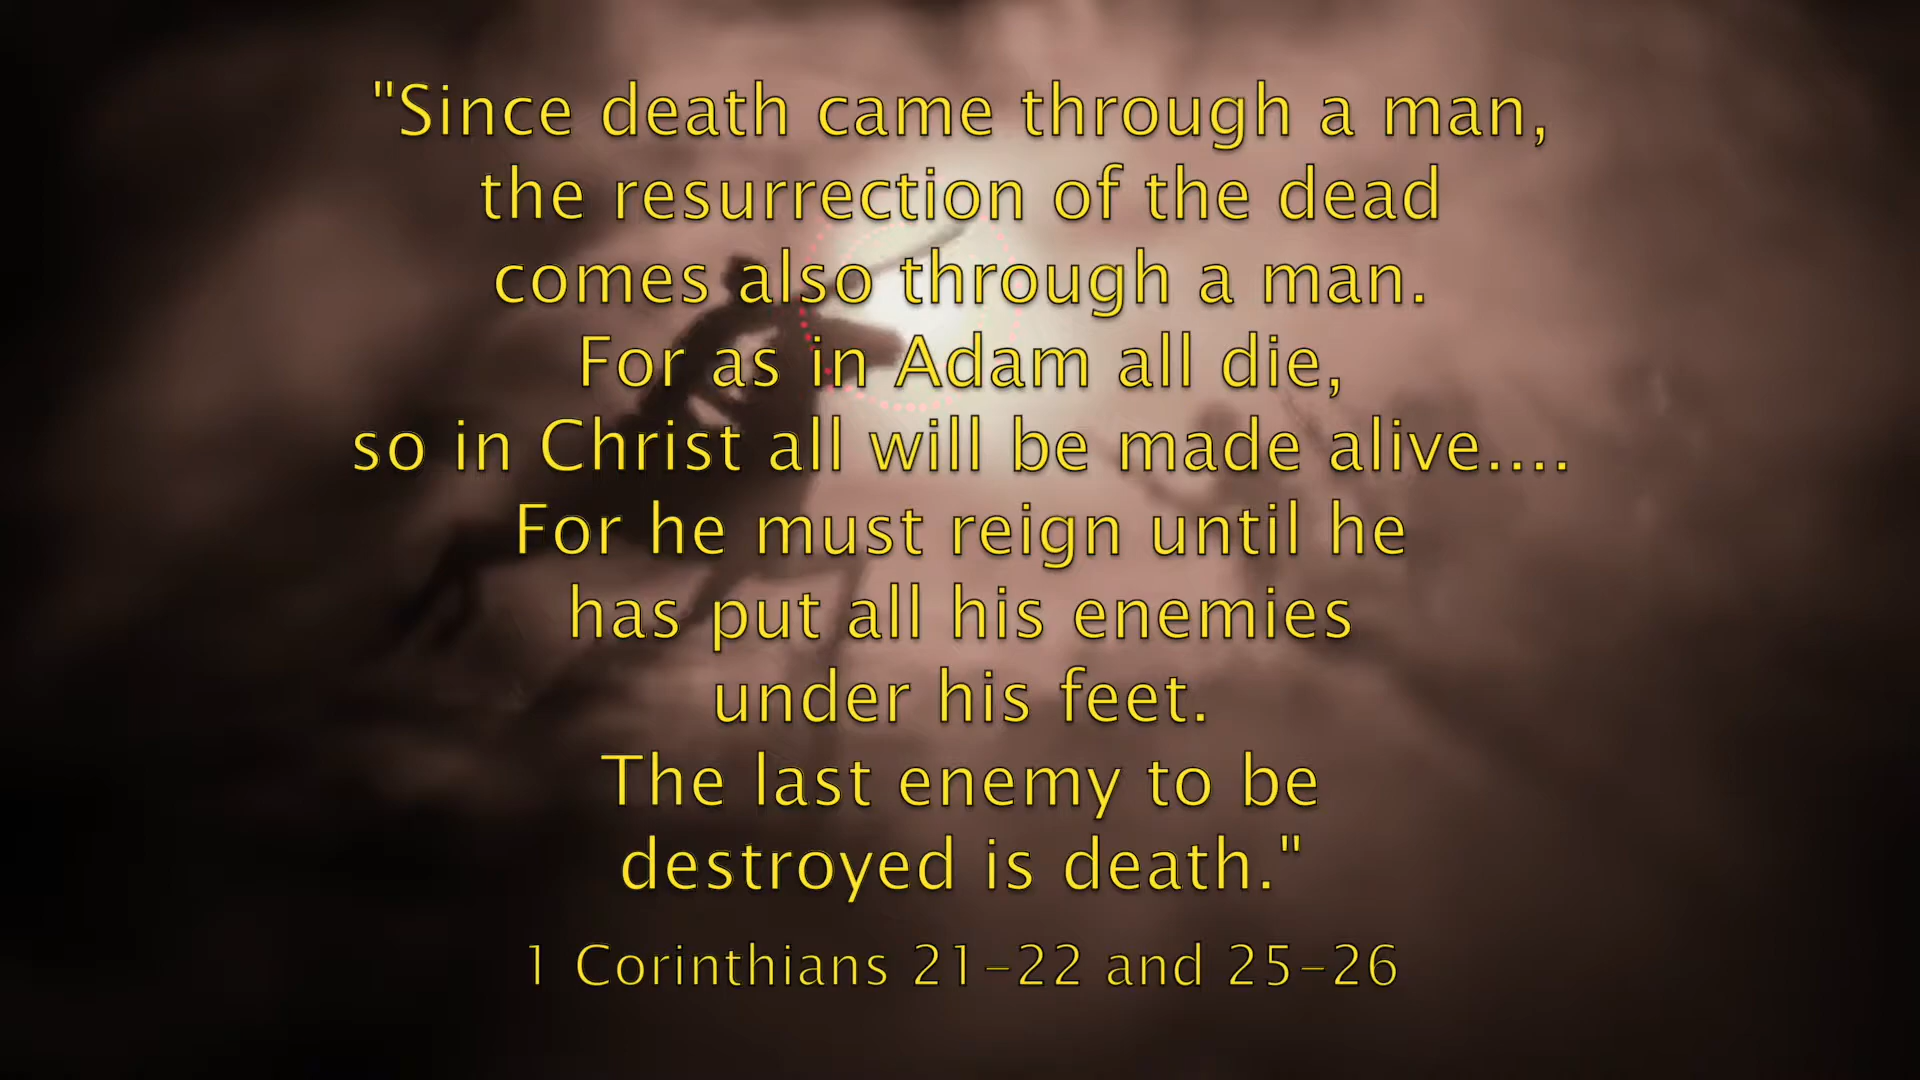 "Since death came through a man,
the resurrection of the dead
comes also through a man.
For as in Adam all die,
so in Christ all will be made alive....
For he must reign until he
has put all his enemies
under his feet.
The last enemy to be
destroyed is death."
1 Corinthians 21–22 and 25–26